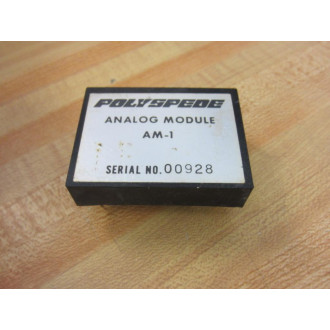 POLYSPEDE
ANALOG MODULE
AM-1
SERIAL NO. 00928